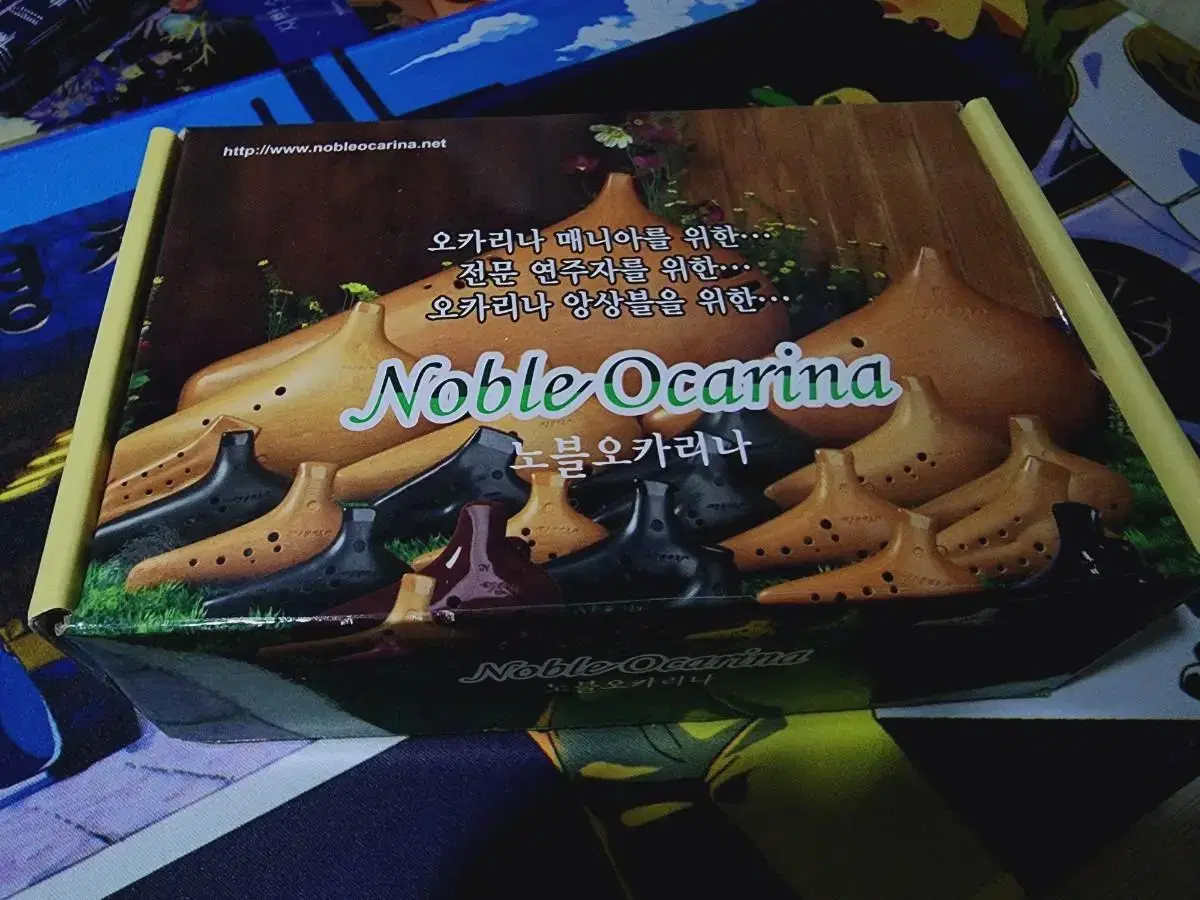 http://www.nobleocarina.net
오카리나 매니아를 위한…
전문 연주자를 위한…
오카리나 앙상블을 위한…
Noble Ocarina
노블오카리나
Noble Ocarina
노블오카리나